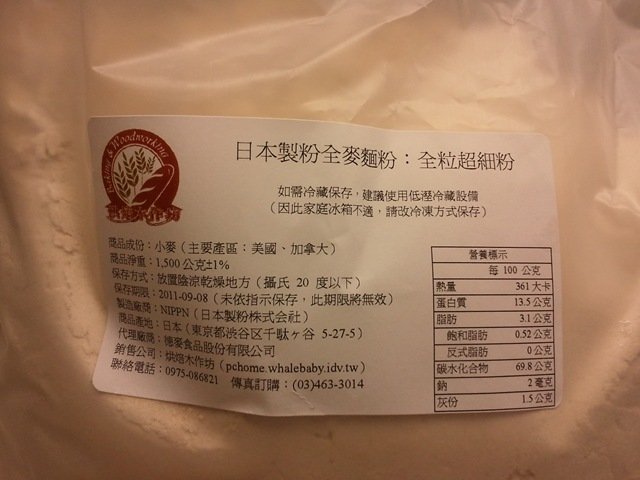 Baking & Woodworking
烘焙木作坊
日本製粉全麥麵粉：全粒超細粉
如需冷藏保存，建議使用低溼冷藏設備
（因此家庭冰箱不適，請改冷凍方式保存）
商品成份：小麥（主要產區：美國、加拿大）
商品淨重：1,500 公克±1%
保存方式：放置陰涼乾燥地方（攝氏 20 度以下）
保存期限：2011-09-08（未依指示保存，此期限將無效）
製造廠商：NIPPN（日本製粉株式会社）
商品產地：日本（東京都渋谷区千駄ヶ谷 5-27-5）
代理廠商：德麥食品股份有限公司
銷售公司：烘焙木作坊（pchome.whalebaby.idv.tw）
聯絡電話：0975-086821 傳真訂購：(03)463-3014
營養標示
每 100 公克
熱量 361 大卡
蛋白質 13.5 公克
脂肪 3.1 公克
飽和脂肪 0.52 公克
反式脂肪 0 公克
碳水化合物 69.8 公克
鈉 2 毫克
灰份 1.5 公克